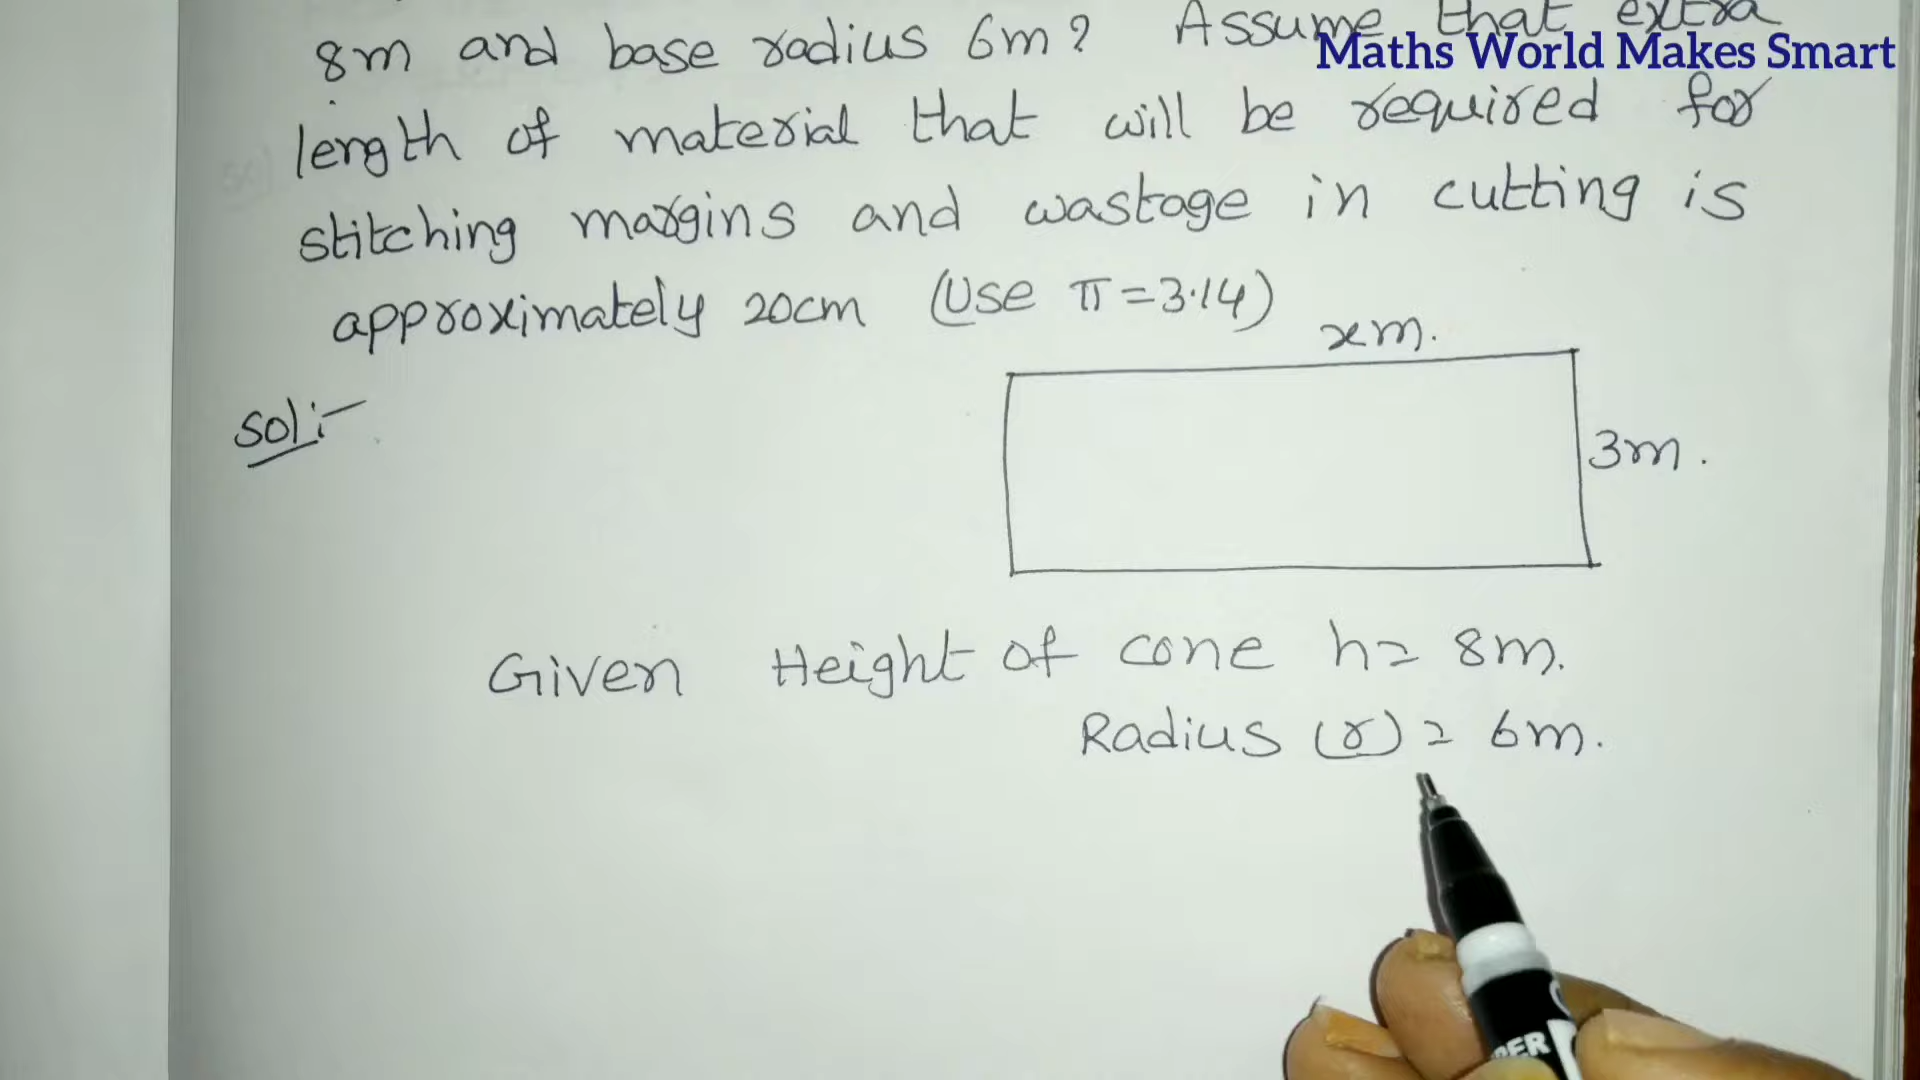 8m and base radius 6m? Assume that extra
Maths World Makes Smart
length of material that will be required for
stitching margins and wastage in cutting is
approximately 20cm (Use π=3.14)
xm.
Sol:-
3m.
Given Height of cone h= 8m.
Radius (r) = 6m.